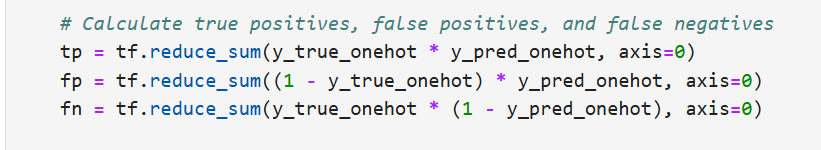 # Calculate true positives, false positives, and false negatives
tp = tf.reduce_sum(y_true_onehot * y_pred_onehot, axis=0)
fp = tf.reduce_sum((1 - y_true_onehot) * y_pred_onehot, axis=0)
fn = tf.reduce_sum(y_true_onehot * (1 - y_pred_onehot), axis=0)